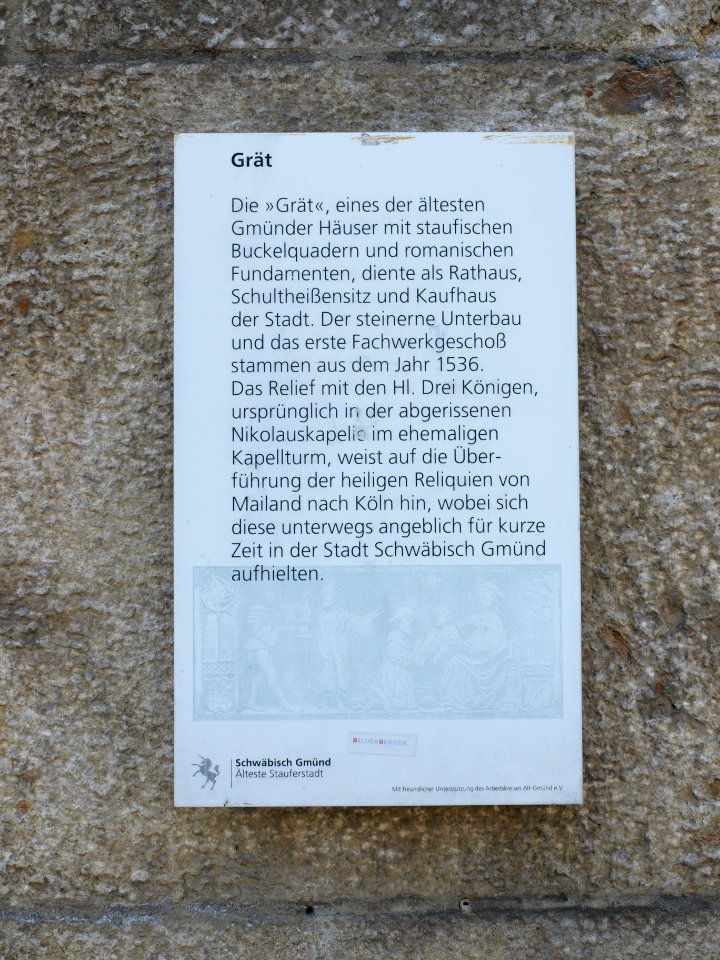 Grät
Die »Grät«, eines der ältesten
Gmünder Häuser mit staufischen
Buckelquadern und romanischen
Fundamenten, diente als Rathaus,
Schultheißensitz und Kaufhaus
der Stadt. Der steinerne Unterbau
und das erste Fachwerkgeschoß
stammen aus dem Jahr 1536.
Das Relief mit den Hl. Drei Königen,
ursprünglich in der abgerissenen
Nikolauskapelle im ehemaligen
Kapellturm, weist auf die Über-
führung der heiligen Reliquien von
Mailand nach Köln hin, wobei sich
diese unterwegs angeblich für kurze
Zeit in der Stadt Schwäbisch Gmünd
aufhielten.
BELDERBERGER
Schwäbisch Gmünd
Älteste Stauferstadt
Mit freundlicher Unterstützung des Arbeitskreises Alt-Gmünd e.V.